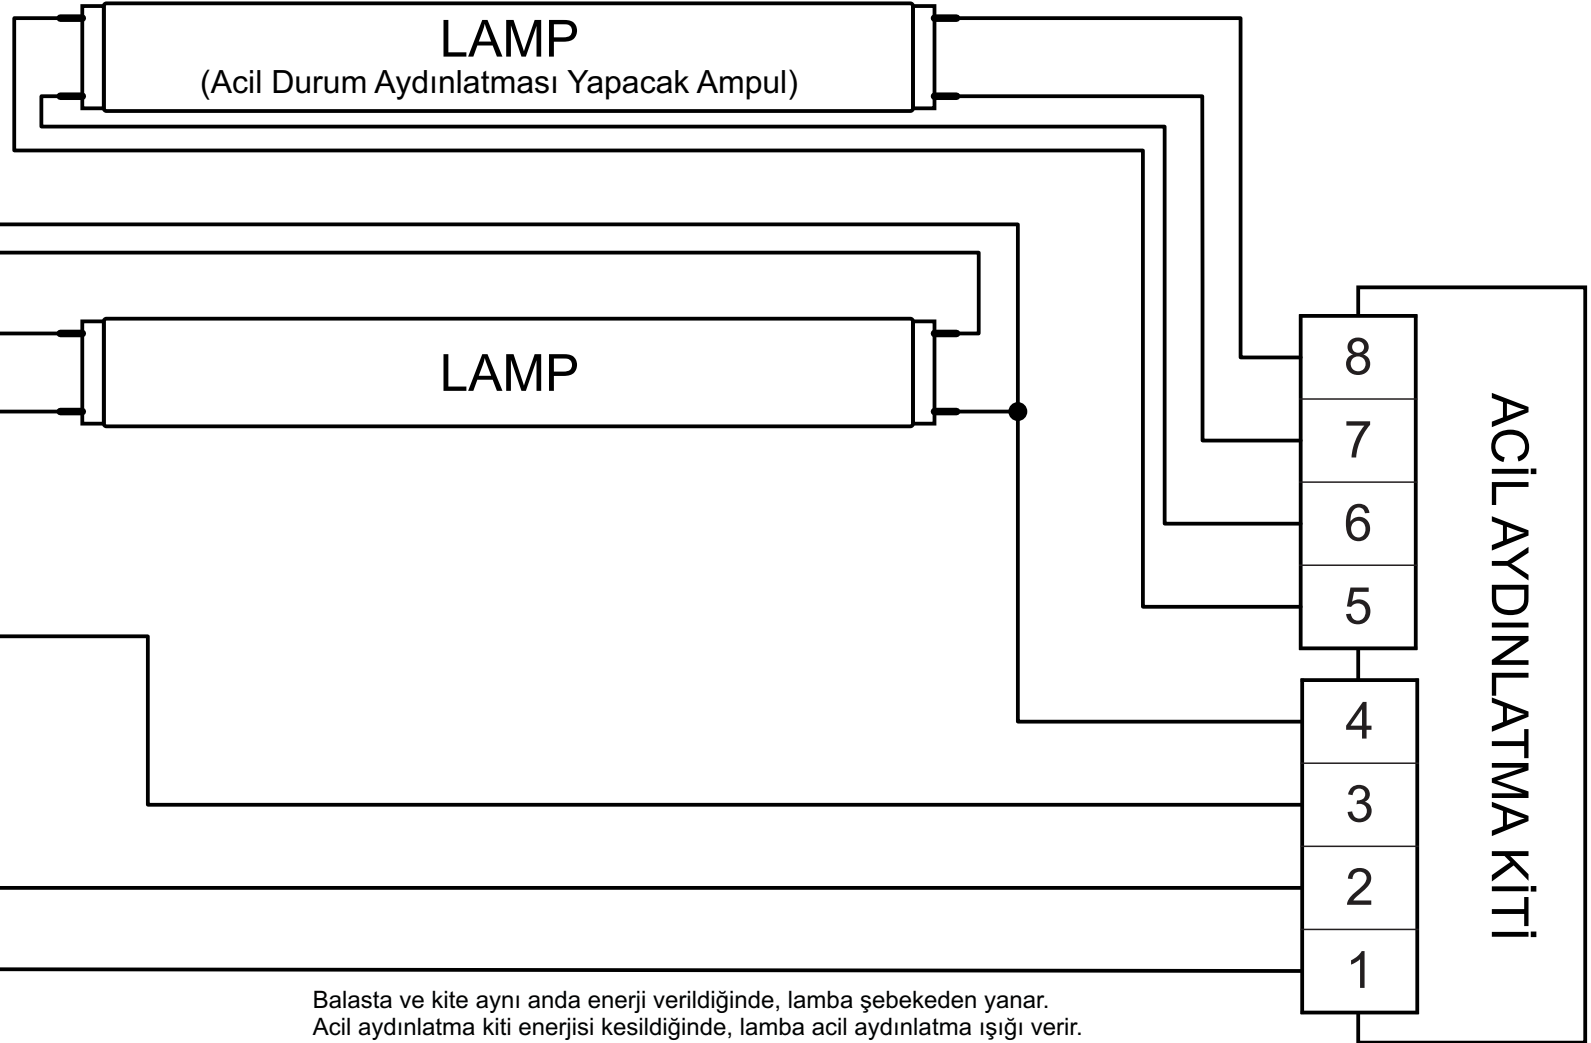 LAMP
(Acil Durum Aydınlatması Yapacak Ampul)
LAMP
8
7
6
5
4
3
2
1
ACİL AYDINLATMA KİTİ
Balasta ve kite aynı anda enerji verildiğinde, lamba şebekeden yanar.
Acil aydınlatma kiti enerjisi kesildiğinde, lamba acil aydınlatma ışığı verir.